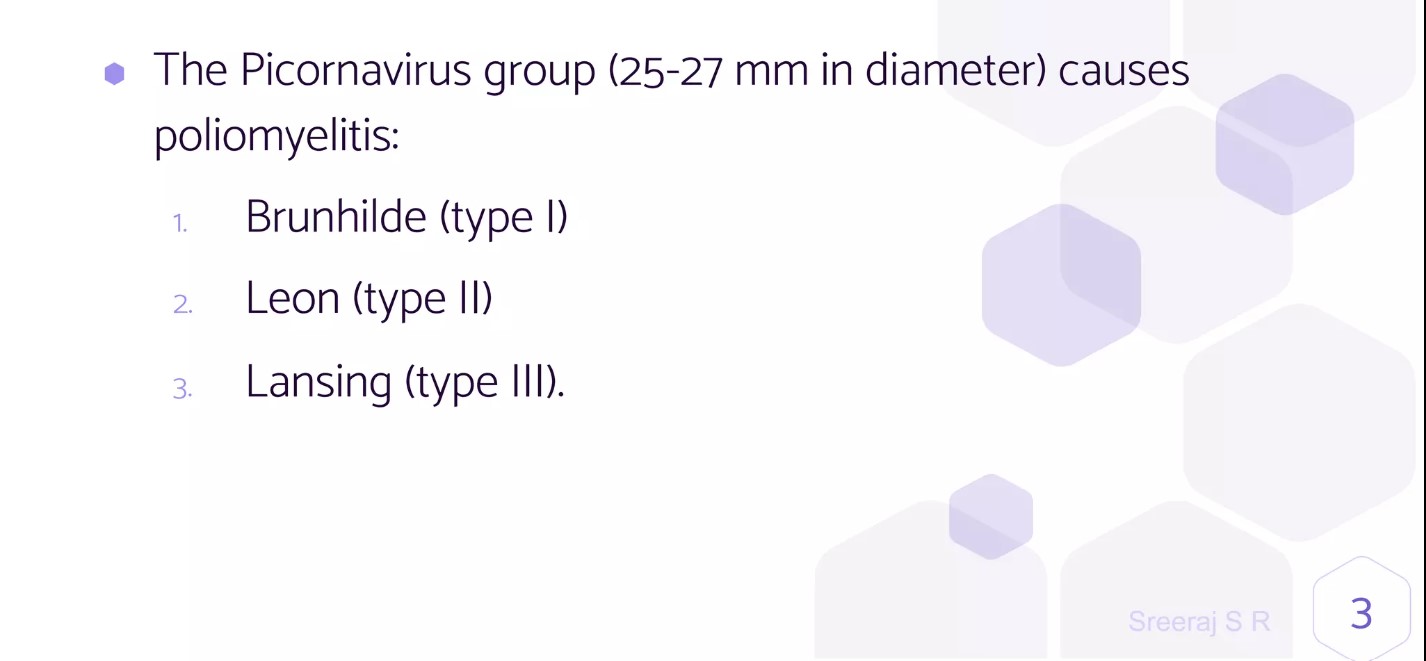 The Picornavirus group (25-27 mm in diameter) causes
poliomyelitis:
1. Brunhilde (type I)
2. Leon (type II)
3. Lansing (type III).
Sreeraj S R
3